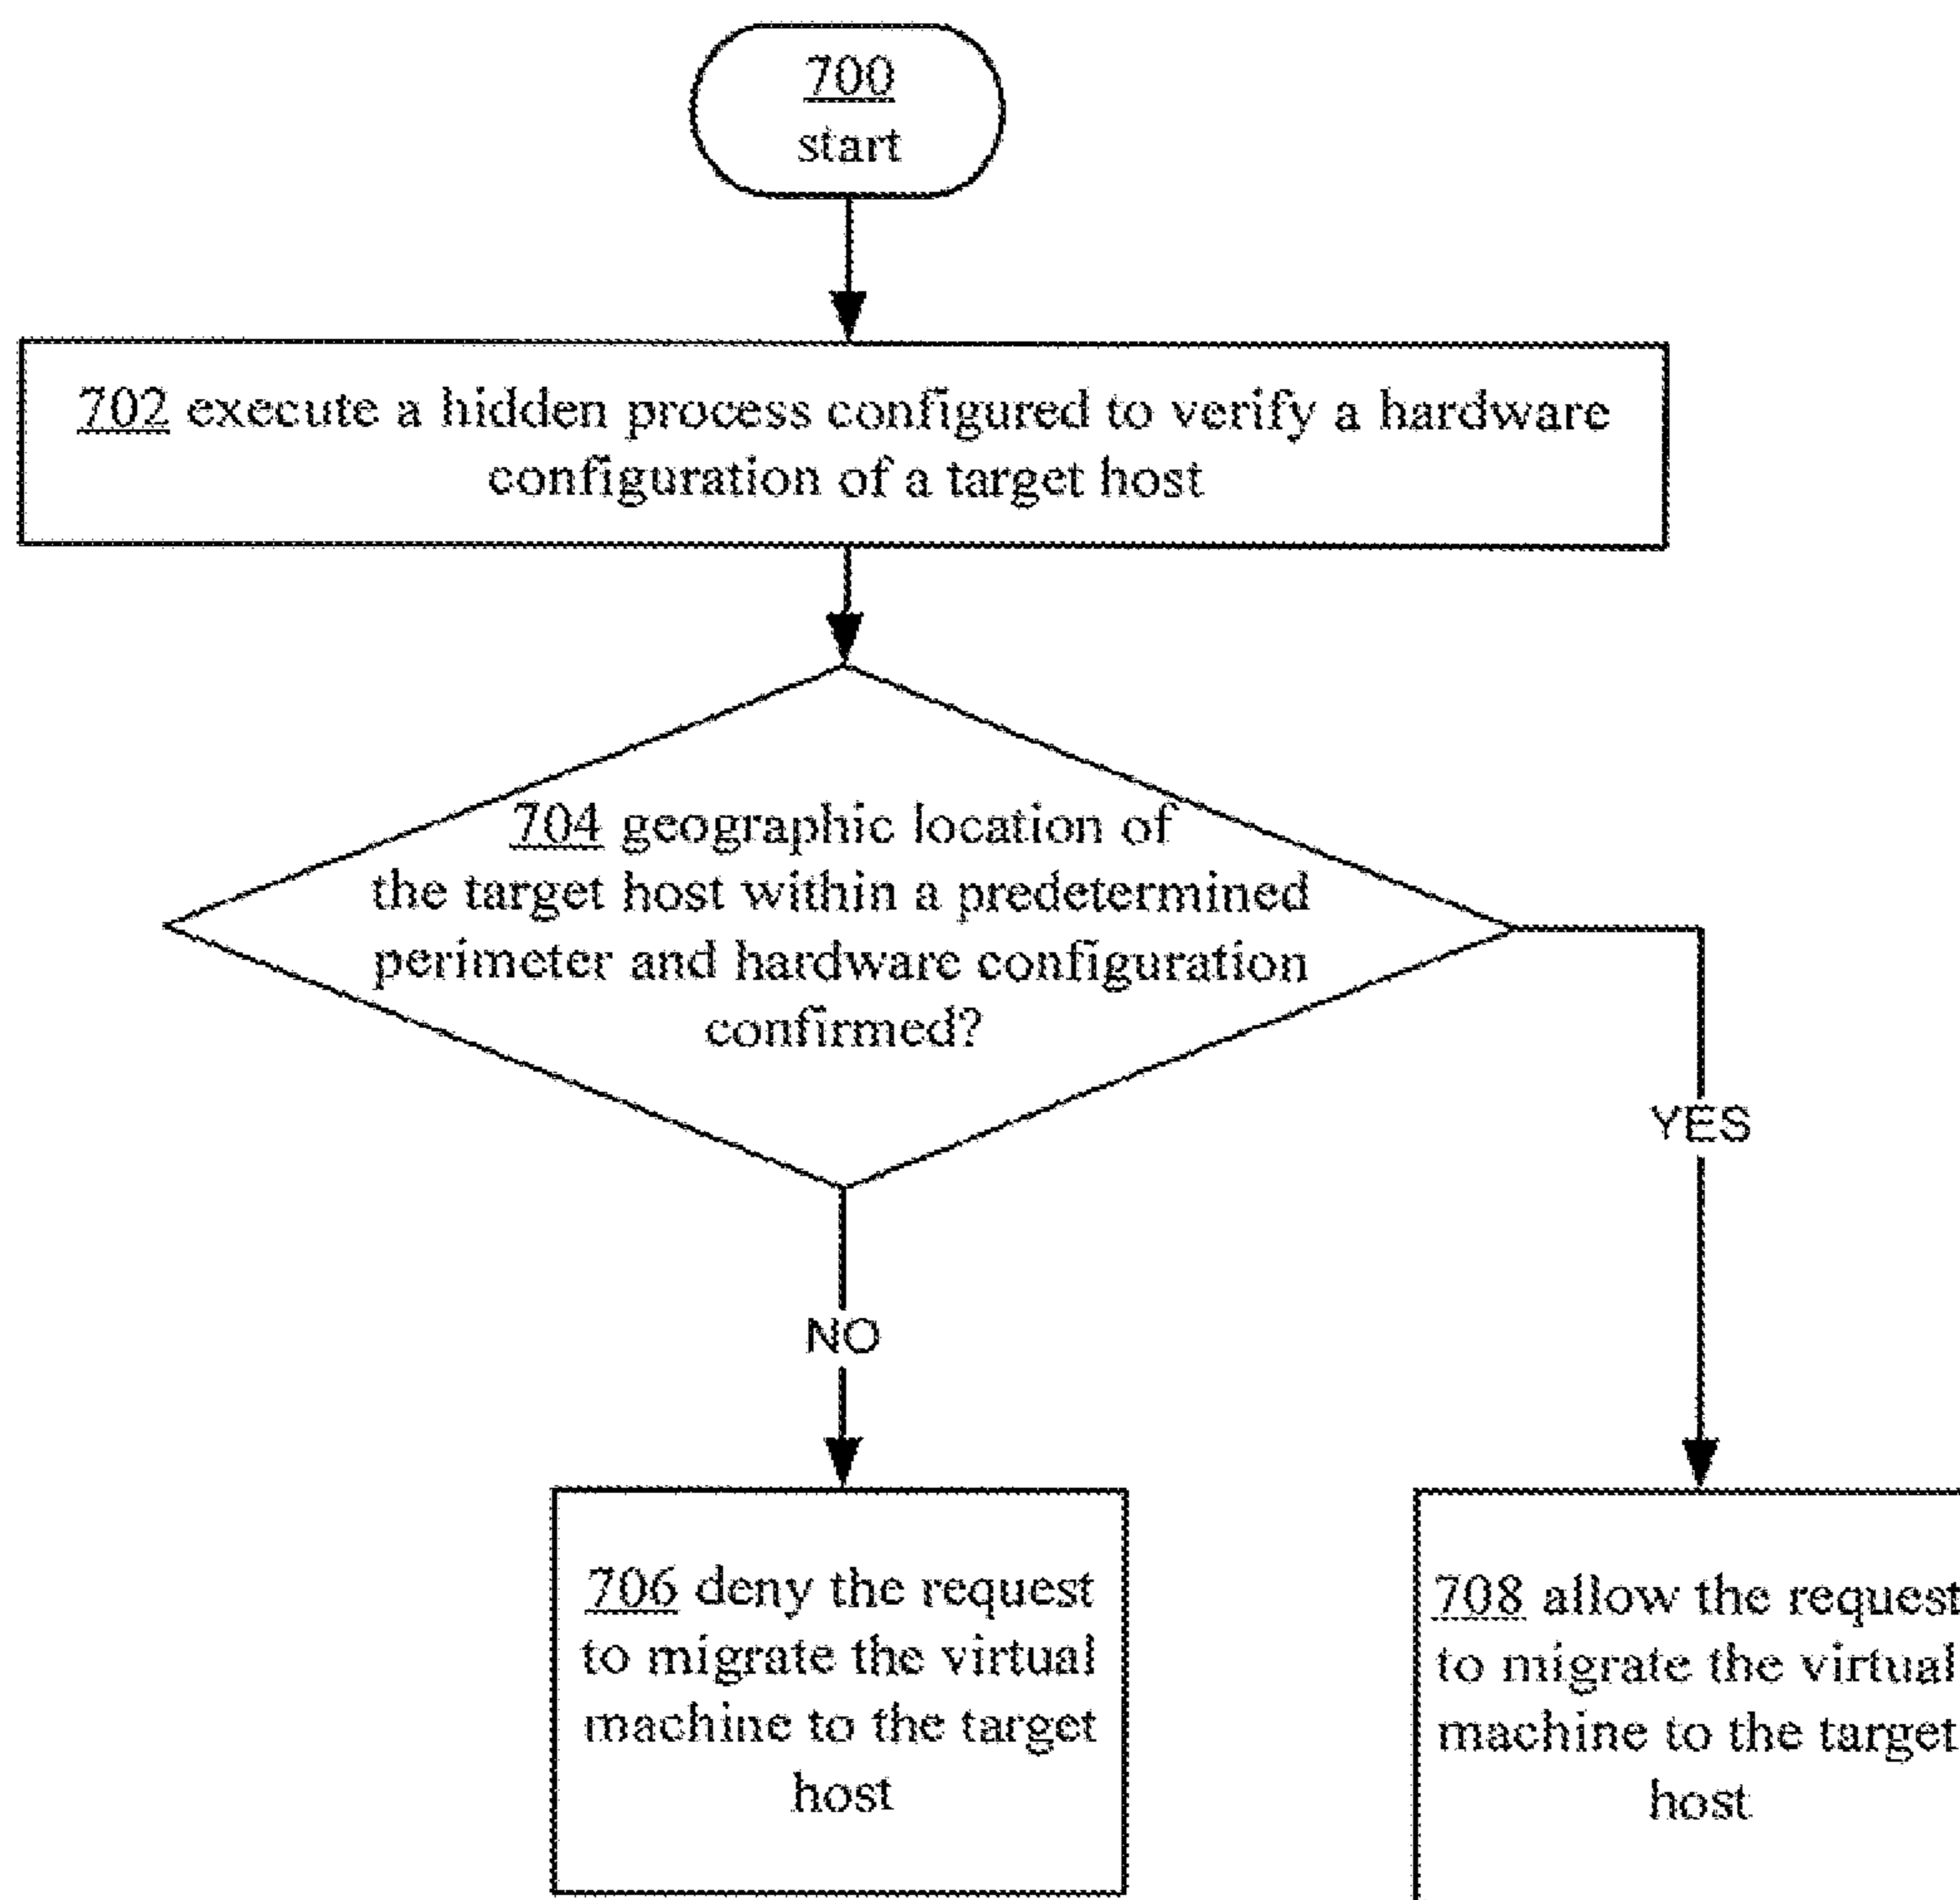 700
start
702 execute a hidden process configured to verify a hardware
configuration of a target host
704 geographic location of
the target host within a predetermined
perimeter and hardware configuration
confirmed?
YES
NO
706 deny the request
to migrate the virtual
machine to the target
host
708 allow the request
to migrate the virtual
machine to the target
host